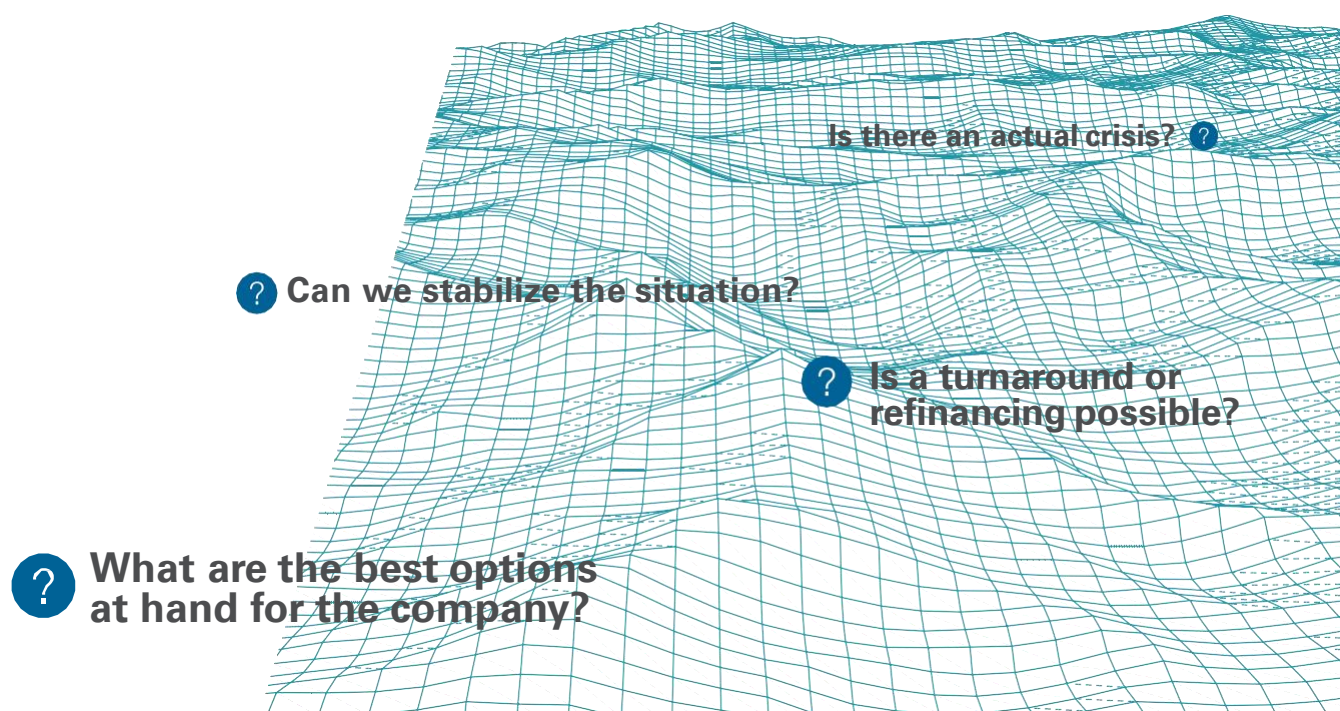 Is there an actual crisis? ?
? Can we stabilize the situation?
? Is a turnaround or
refinancing possible?
? What are the best options
at hand for the company?